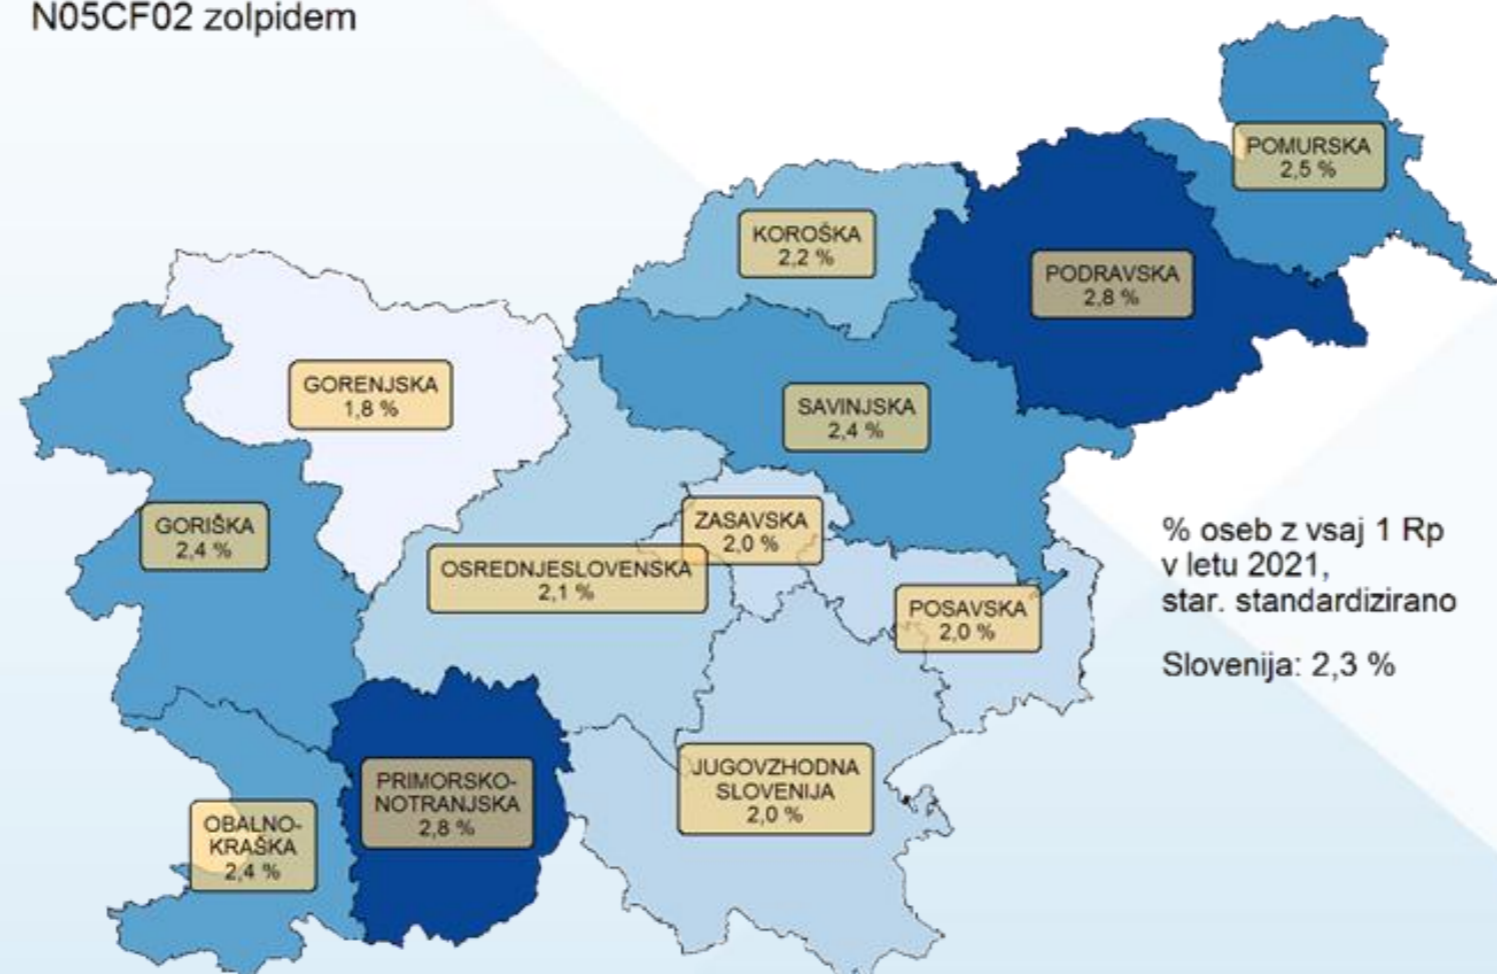 N05CF02 zolpidem
POMURSKA
2,5 %
KOROŠKA
2,2 %
PODRAVSKA
2,8 %
GORENJSKA
1,8 %
SAVINJSKA
2,4 %
GORIŠKA
2,4 %
ZASAVSKA
2,0 %
OSREDNJESLOVENSKA
2,1 %
POSAVSKA
2,0 %
% oseb z vsaj 1 Rp
v letu 2021,
star. standardizirano
Slovenija: 2,3 %
PRIMORSKO-
NOTRANJSKA
2,8 %
JUGOVZHODNA
SLOVENIJA
2,0 %
OBALNO-
KRAŠKA
2,4 %